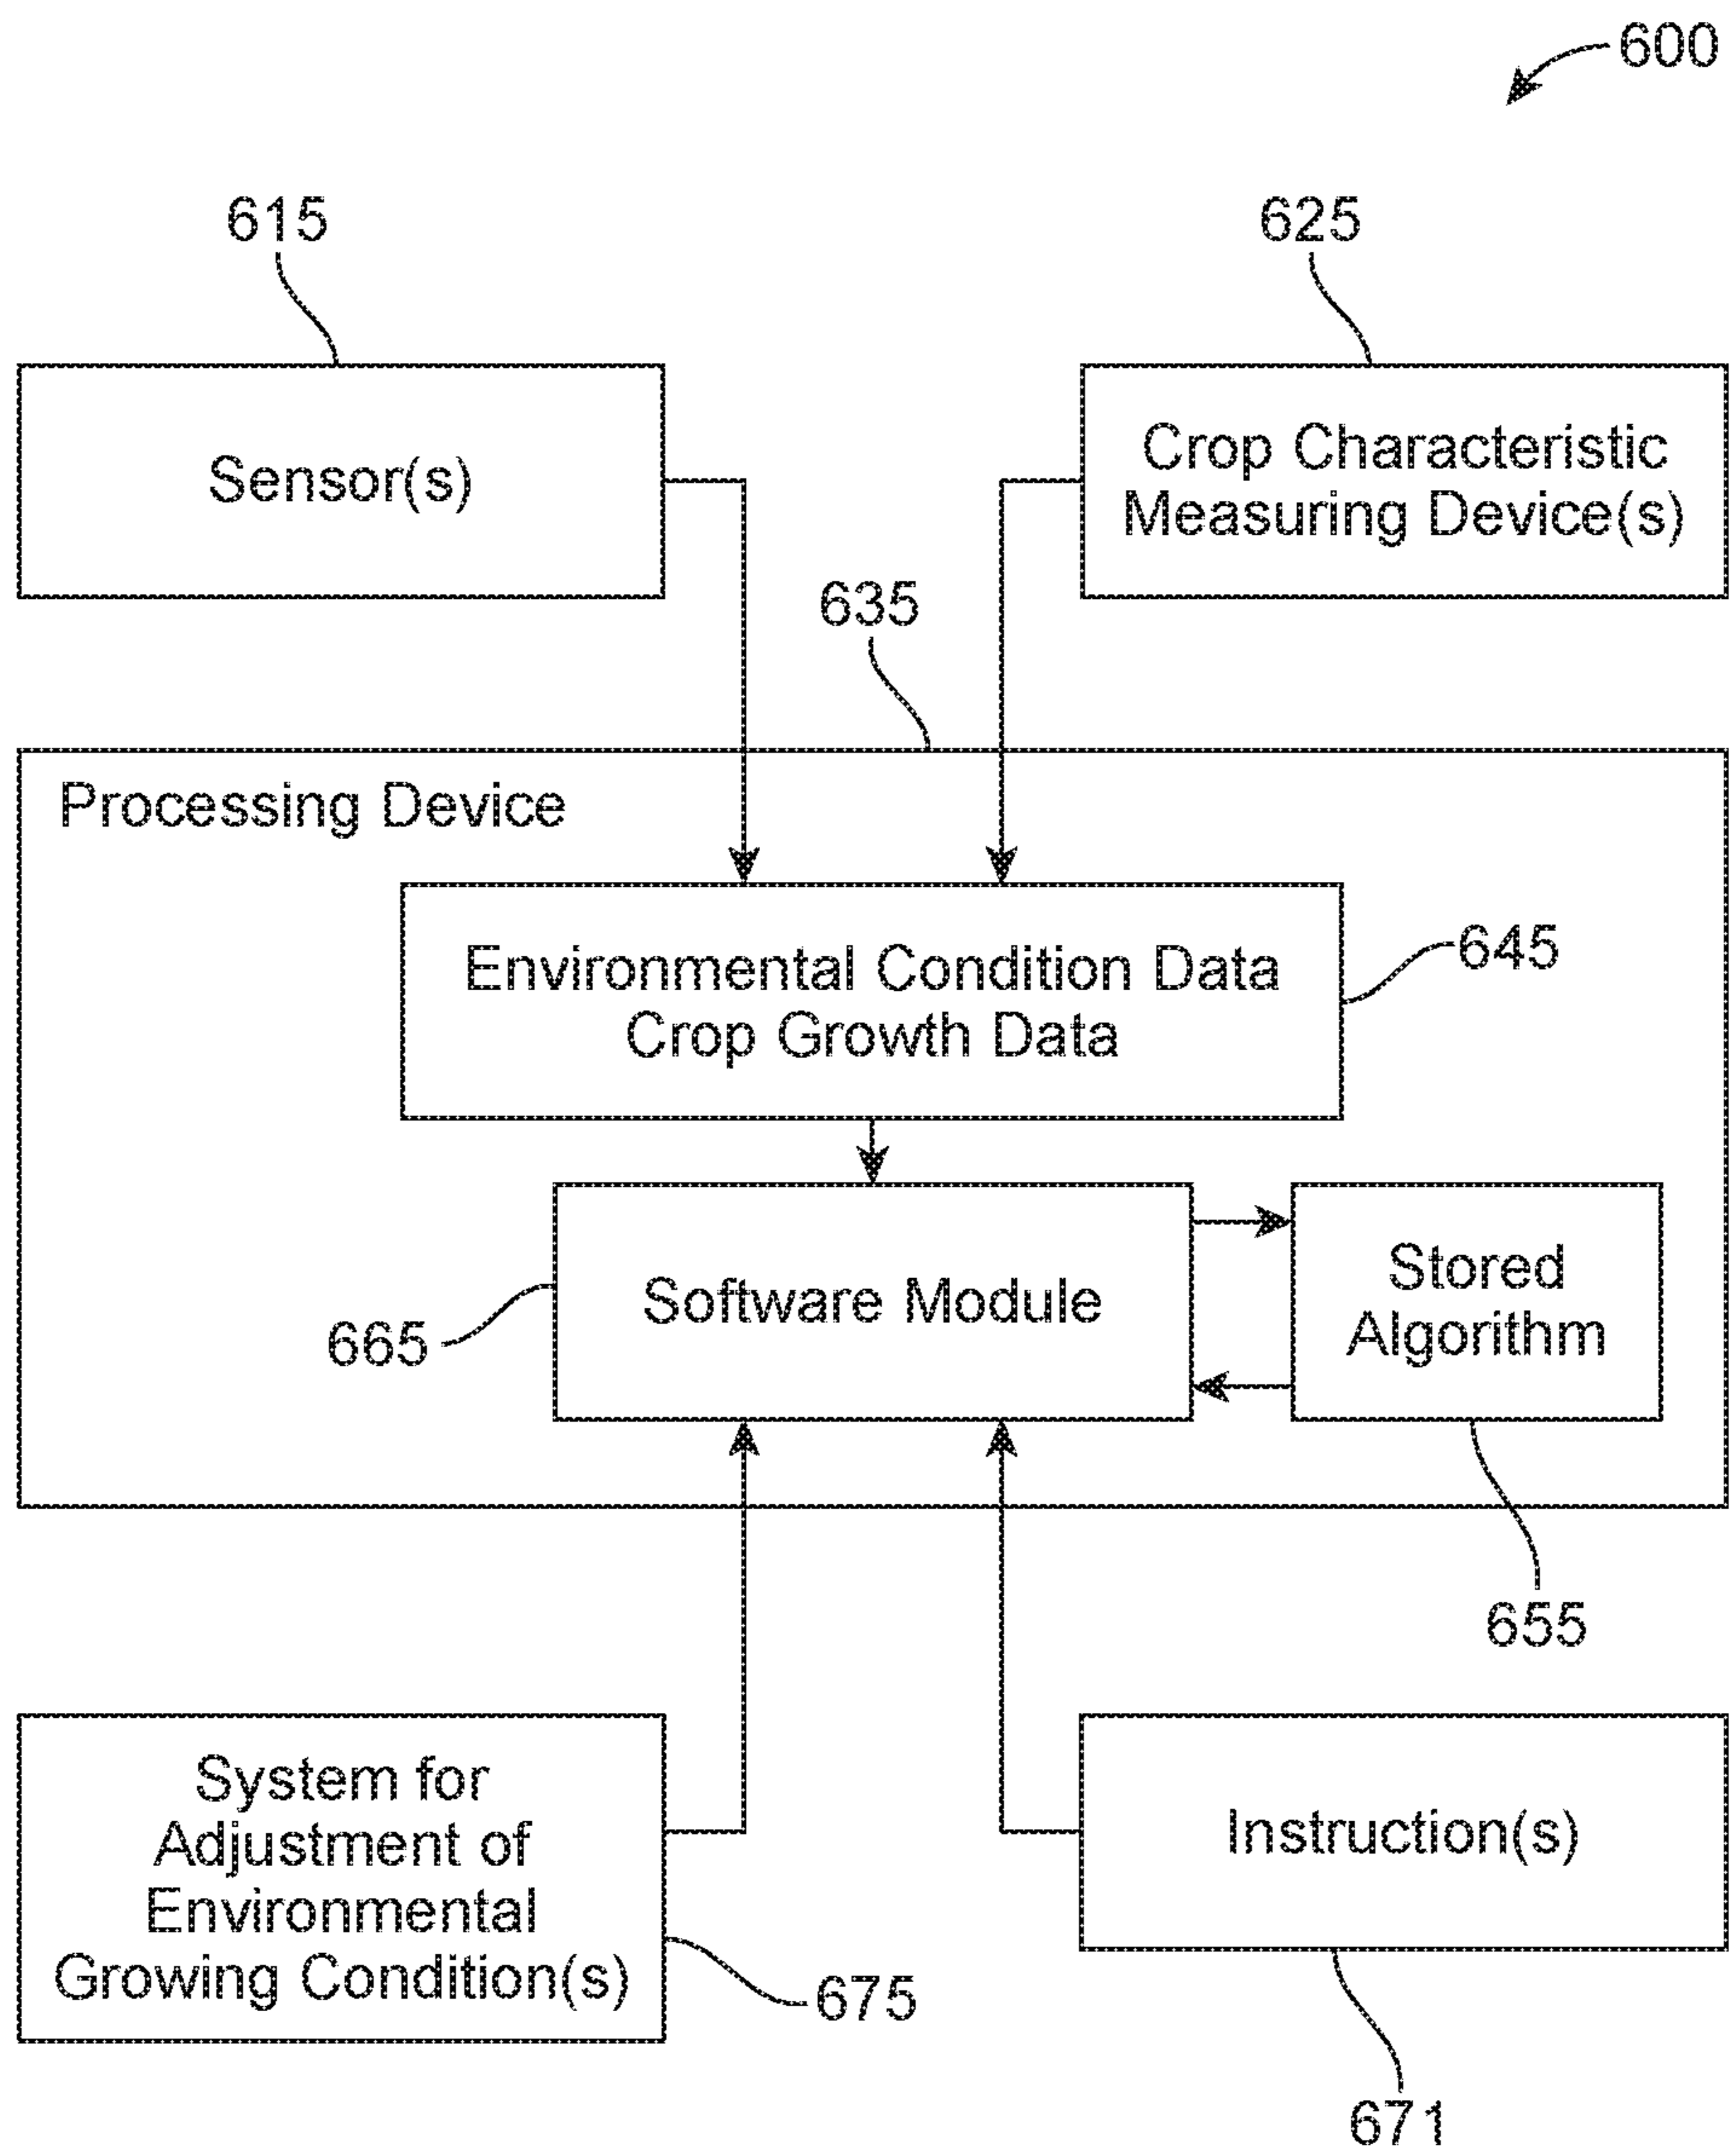 600
615
625
Sensor(s)
Crop Characteristic
Measuring Device(s)
635
Processing Device
Environmental Condition Data
Crop Growth Data
645
Software Module
Stored
Algorithm
665
655
System for
Adjustment of
Environmental
Growing Condition(s)
Instruction(s)
675
671